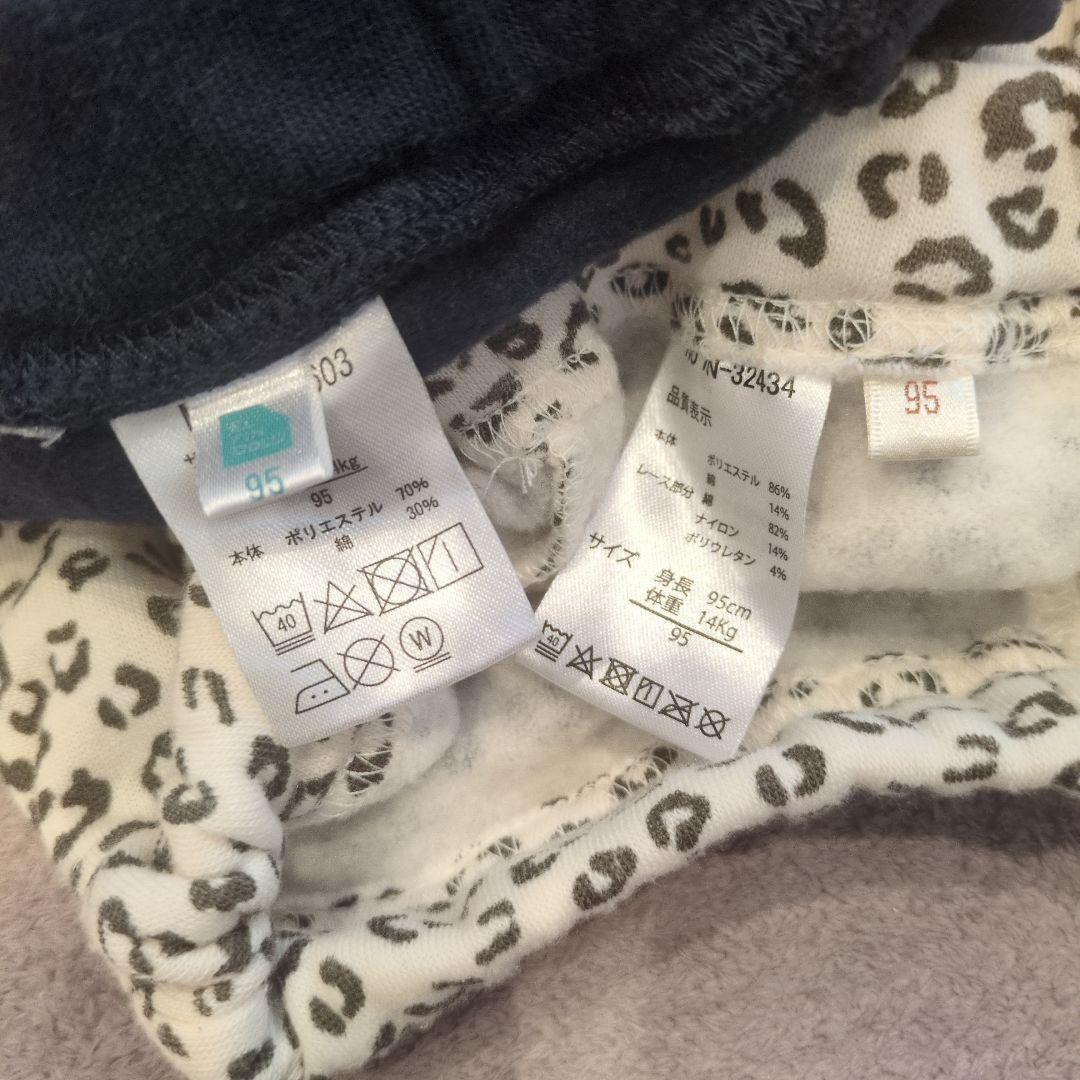 603
95
4kg
95
本体 ポリエステル 70%
綿 30%
40
W
IN-32434
品質表示
本体 ポリエステル 86%
綿 14%
レース部分 ナイロン 82%
綿 14%
ポリウレタン 4%
サイズ 身長 95cm
体重 14Kg
95
40
95